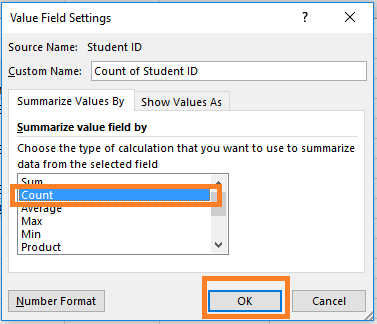 Value Field Settings
Source Name: Student ID
Custom Name: Count of Student ID
Summarize Values By Show Values As
Summarize value field by
Choose the type of calculation that you want to use to summarize
data from the selected field
Sum
Count
Average
Max
Min
Product
Number Format OK Cancel